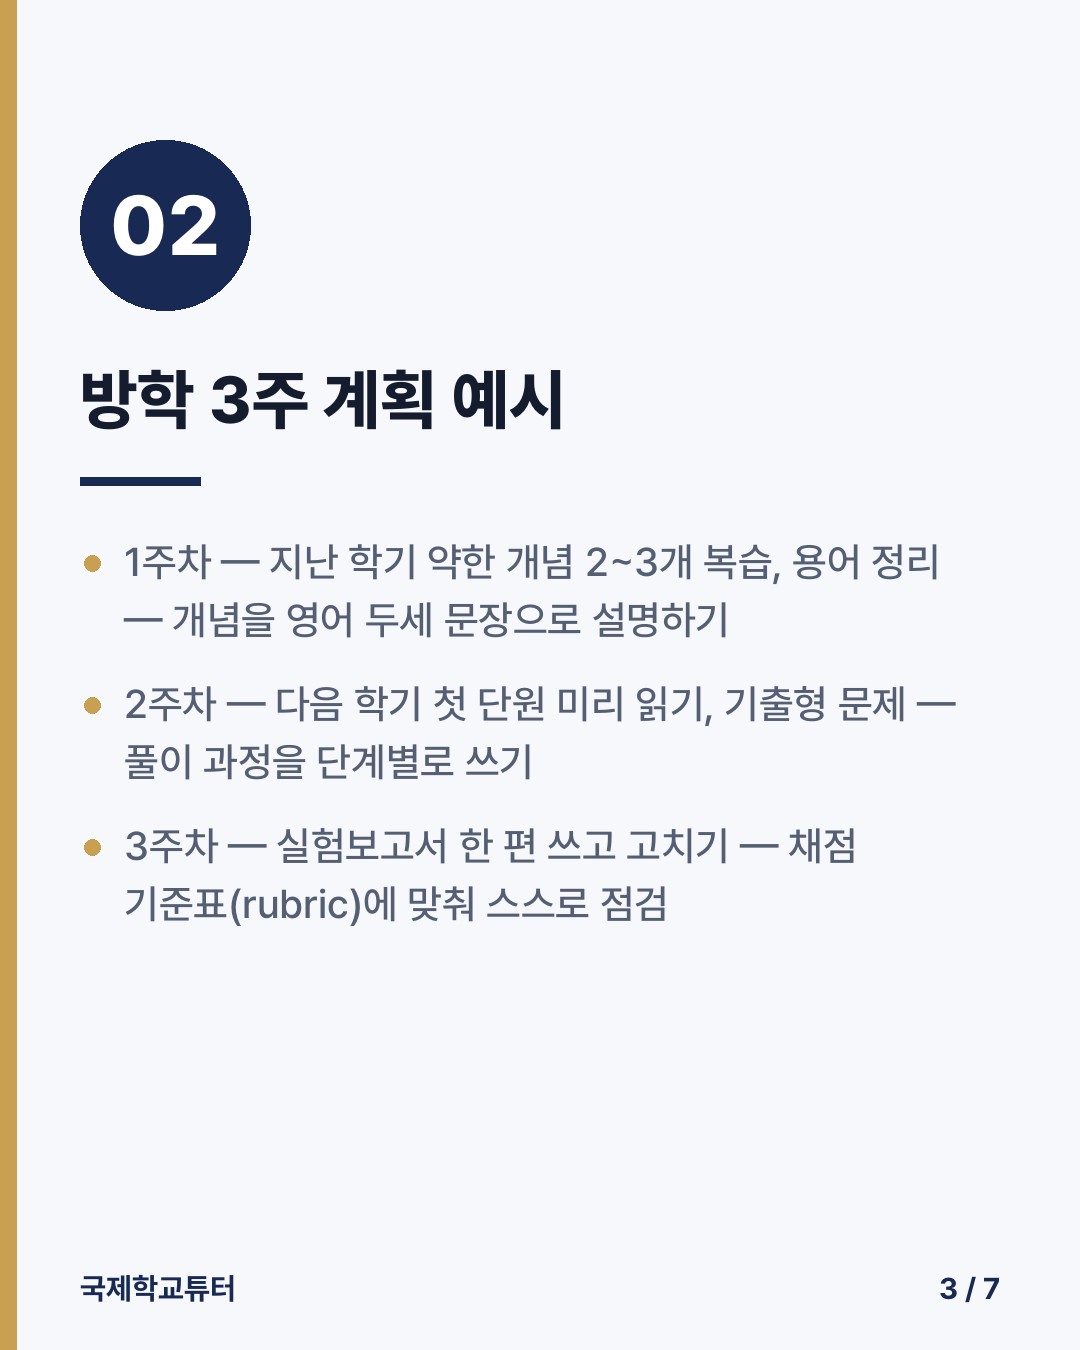 02
방학 3주 계획 예시
1주차 — 지난 학기 약한 개념 2~3개 복습, 용어 정리
— 개념을 영어 두세 문장으로 설명하기
2주차 — 다음 학기 첫 단원 미리 읽기, 기출형 문제 —
풀이 과정을 단계별로 쓰기
3주차 — 실험보고서 한 편 쓰고 고치기 — 채점
기준표(rubric)에 맞춰 스스로 점검
국제학교튜터
3 / 7